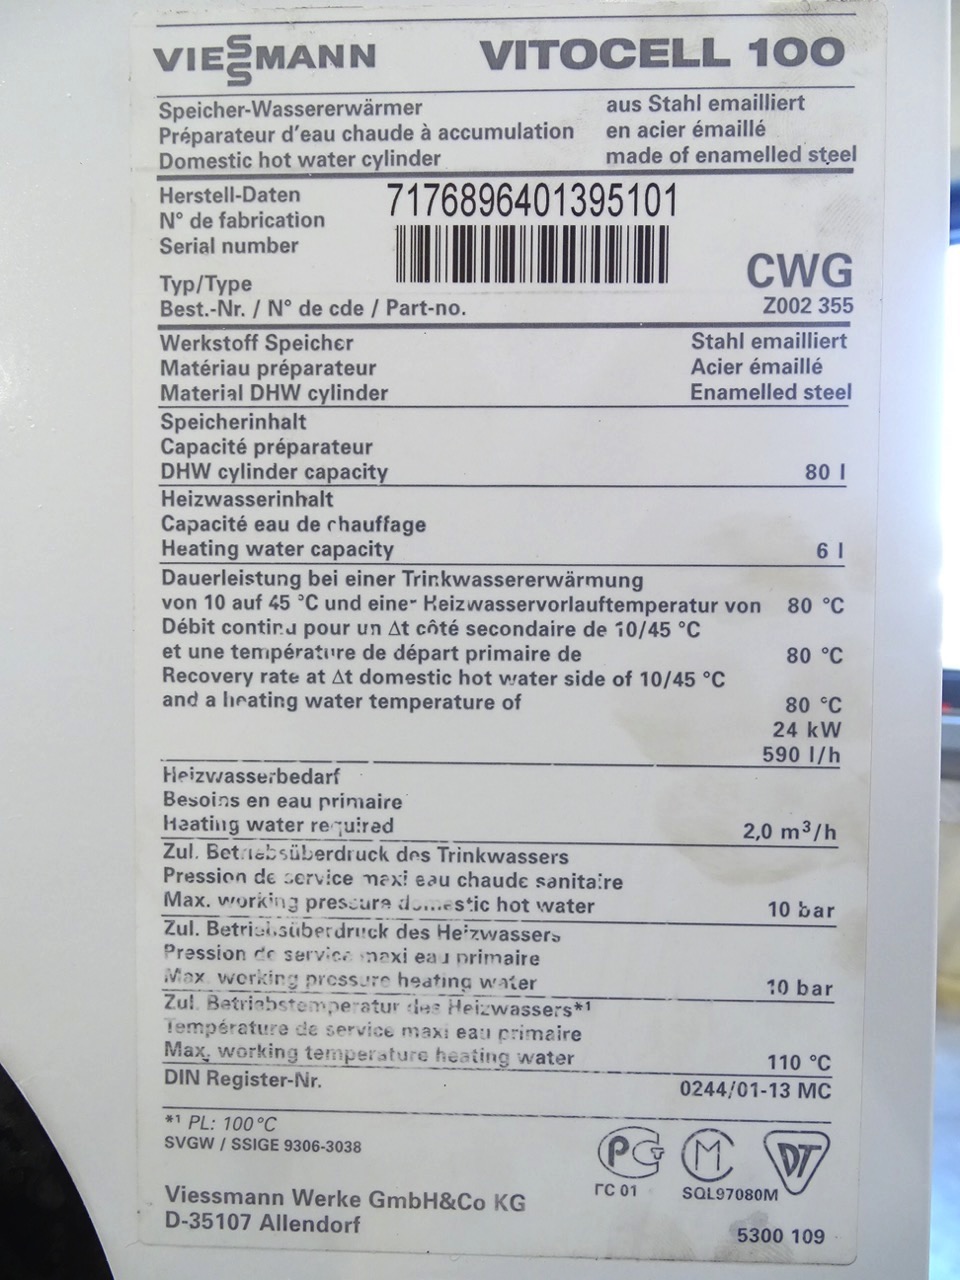 VIESSMANN VITOCELL 100
Speicher-Wassererwärmer aus Stahl emailliert
Préparateur d'eau chaude à accumulation en acier émaillé
Domestic hot water cylinder made of enamelled steel
Herstell-Daten 7176896401395101
N° de fabrication
Serial number
Typ/Type CWG
Best.-Nr. / N° de cde / Part-no. Z002 355
Werkstoff Speicher Stahl emailliert
Matériau préparateur Acier émaillé
Material DHW cylinder Enamelled steel
Speicherinhalt
Capacité préparateur
DHW cylinder capacity 80 l
Heizwasserinhalt
Capacité eau de chauffage
Heating water capacity 6 l
Dauerleistung bei einer Trinkwassererwärmung
von 10 auf 45 °C und einer Heizwasservorlauftemperatur von 80 °C
Débit continu pour un Δt côté secondaire de 10/45 °C
et une température de départ primaire de 80 °C
Recovery rate at Δt domestic hot water side of 10/45 °C
and a heating water temperature of 80 °C
24 kW
590 l/h
Heizwasserbedarf
Besoins en eau primaire
Heating water required 2,0 m³/h
Zul. Betriebsüberdruck des Trinkwassers
Pression de service maxi eau chaude sanitaire
Max. working pressure domestic hot water 10 bar
Zul. Betriebsüberdruck des Heizwassers
Pression de service maxi eau primaire
Max working pressure heating water 10 bar
Zul. Betriebstemperatur des Heizwassers*¹
Température de service maxi eau primaire
Max. working temperature heating water 110 °C
DIN Register-Nr. 0244/01-13 MC
*¹ PL: 100°C
SVGW / SSIGE 9306-3038
РСТ M DT
ГС 01 SQL97080M
Viessmann Werke GmbH&Co KG
D-35107 Allendorf
5300 109